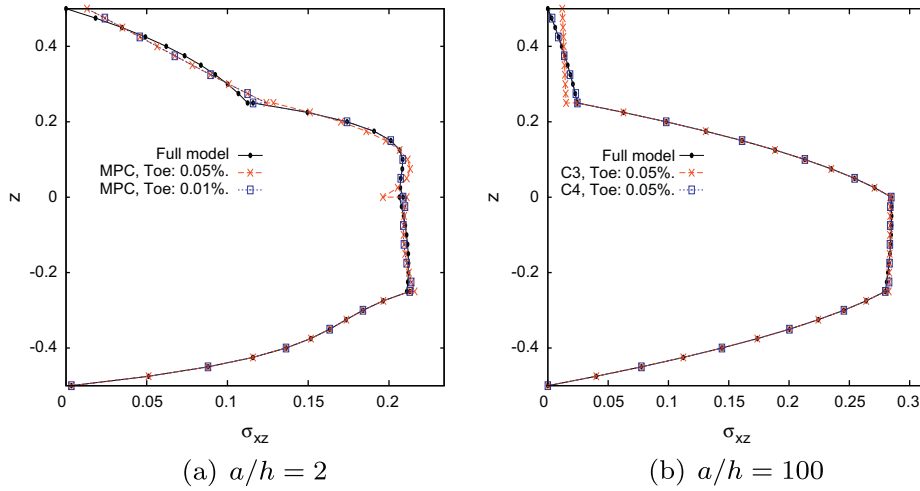 0.4
0.2
0
-0.2
-0.4
z
Full model
MPC, Toe: 0.05%.
MPC, Toe: 0.01%.
0 0.05 0.1 0.15 0.2
σxz
(a) a/h = 2
0.4
0.2
0
-0.2
-0.4
z
Full model
C3, Toe: 0.05%.
C4, Toe: 0.05%.
0 0.05 0.1 0.15 0.2 0.25 0.3
σxz
(b) a/h = 100